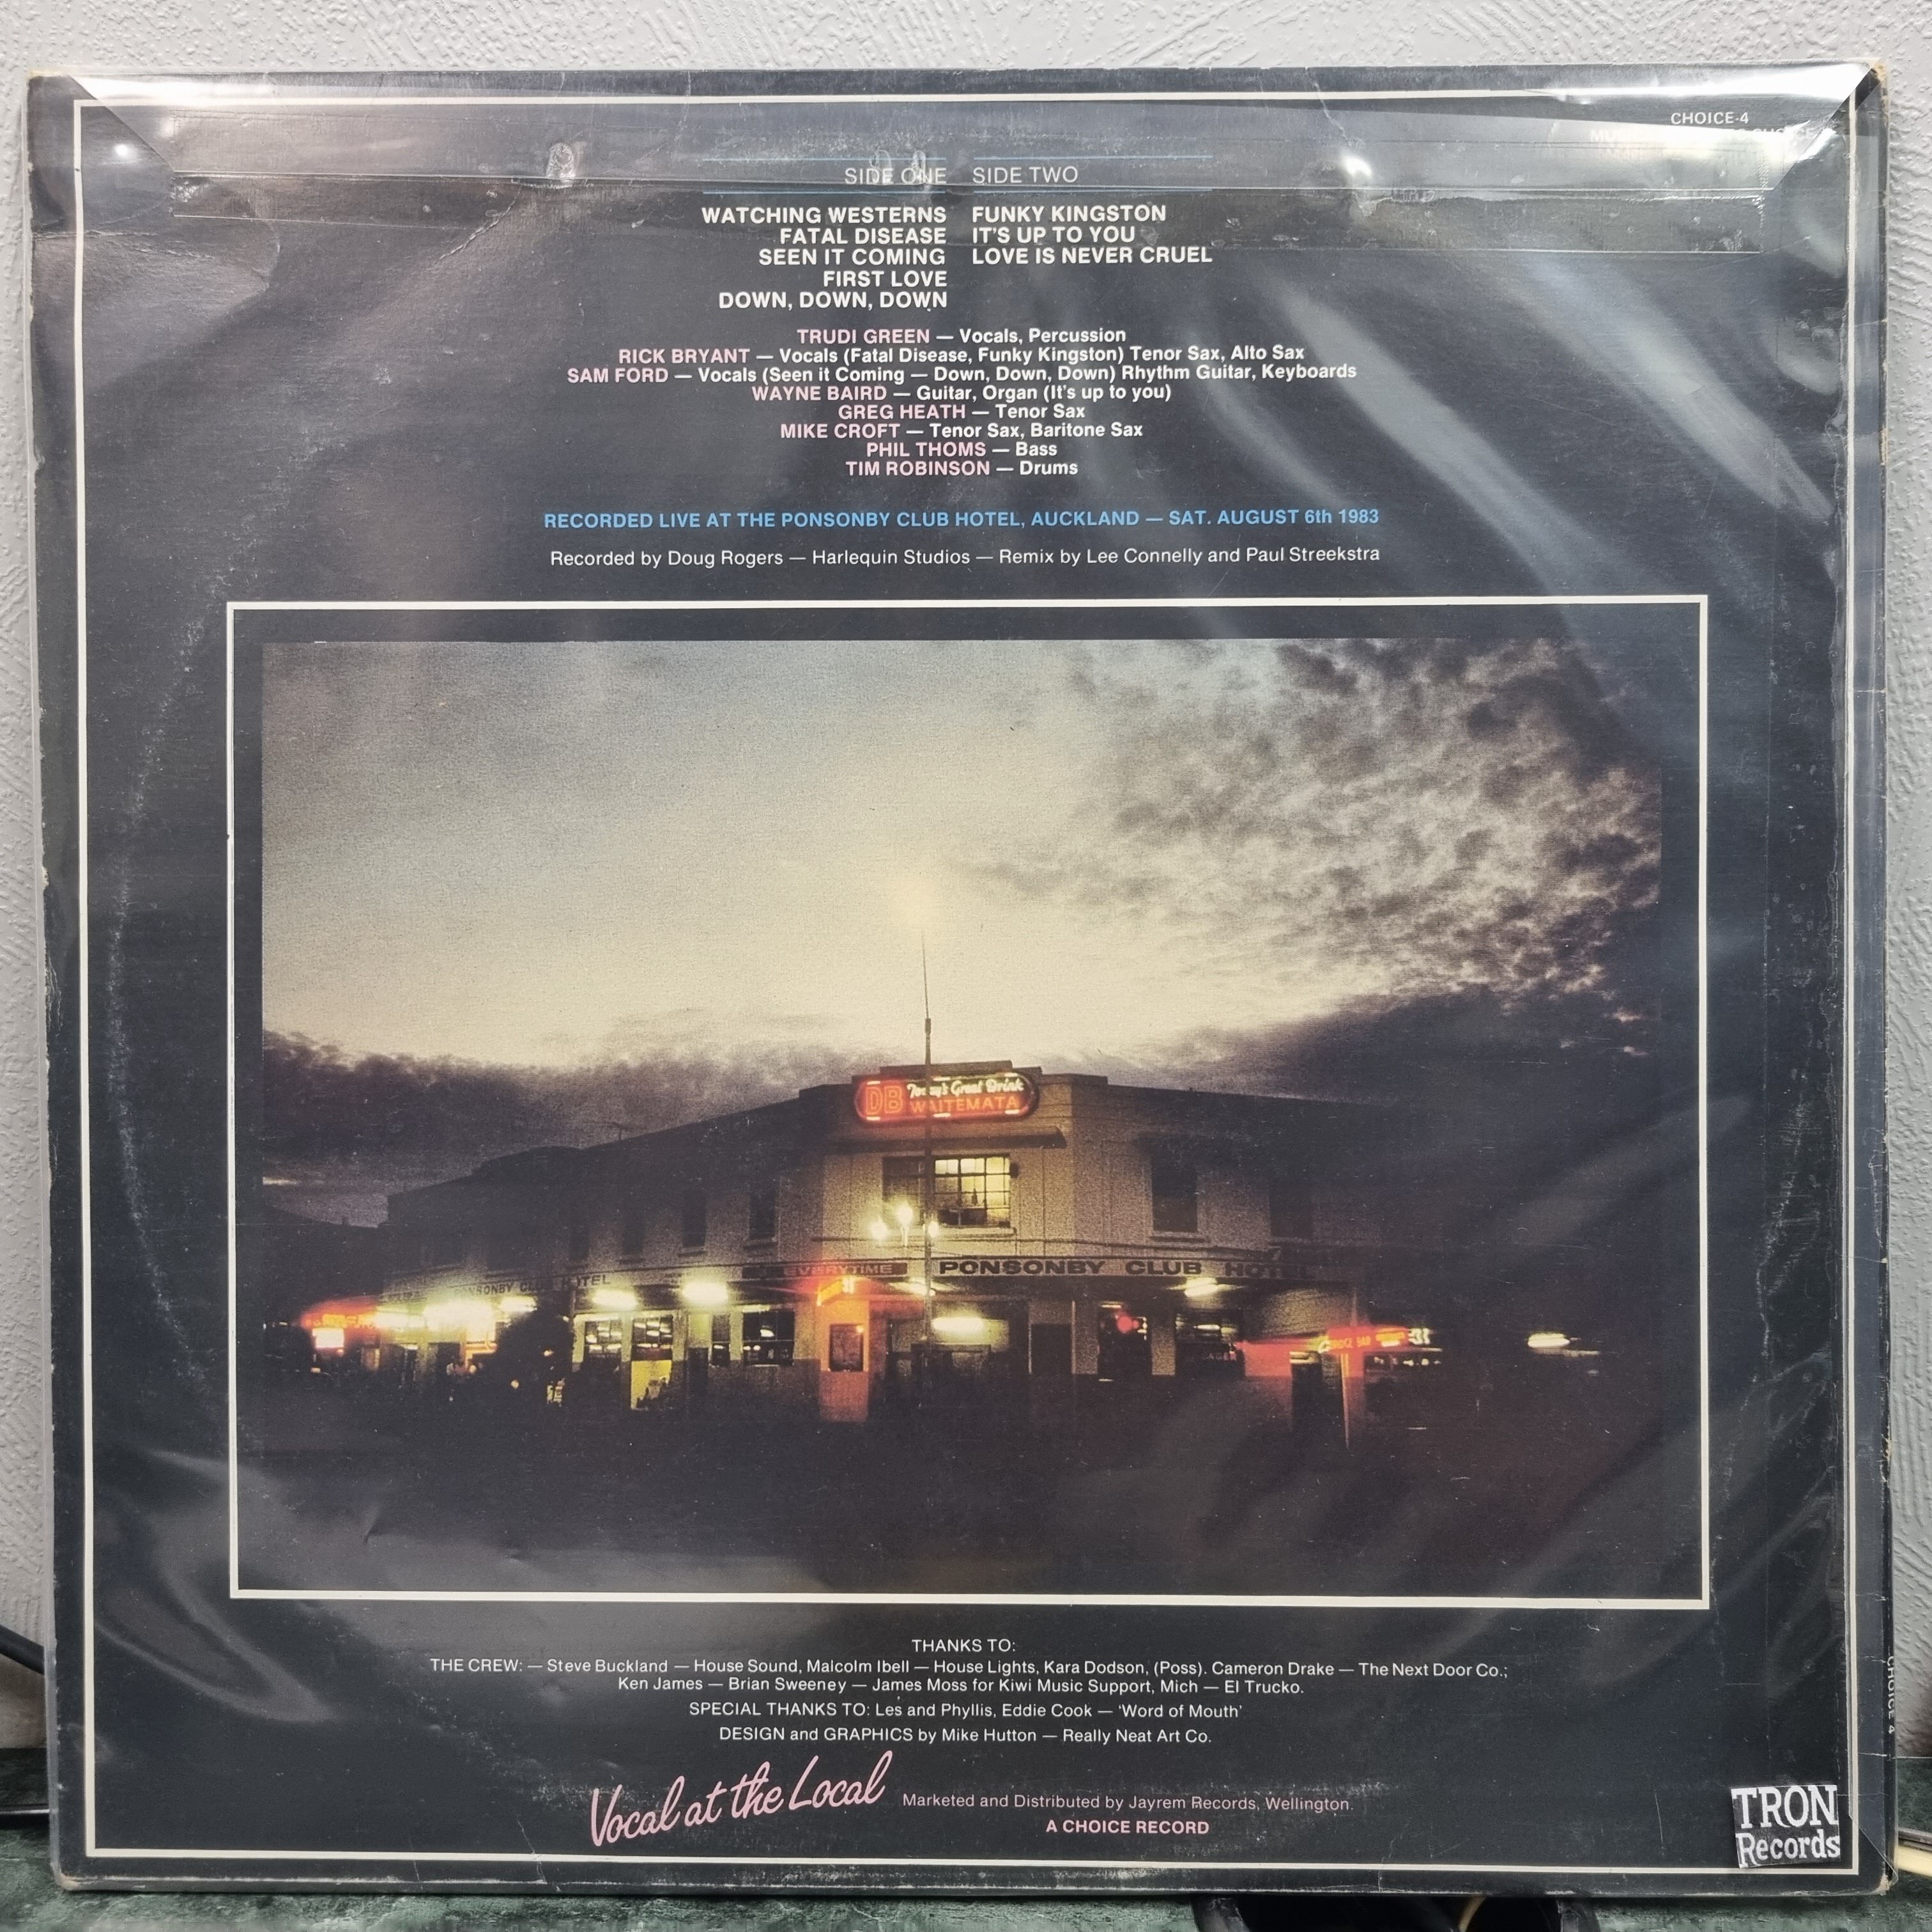 CHOICE-4
SIDE ONE
WATCHING WESTERNS
FATAL DISEASE
SEEN IT COMING
FIRST LOVE
DOWN, DOWN, DOWN
SIDE TWO
FUNKY KINGSTON
IT'S UP TO YOU
LOVE IS NEVER CRUEL
TRUDI GREEN — Vocals, Percussion
RICK BRYANT — Vocals (Fatal Disease, Funky Kingston) Tenor Sax, Alto Sax
SAM FORD — Vocals (Seen it Coming — Down, Down, Down) Rhythm Guitar, Keyboards
WAYNE BAIRD — Guitar, Organ (It's up to you)
GREG HEATH — Tenor Sax
MIKE CROFT — Tenor Sax, Baritone Sax
PHIL THOMS — Bass
TIM ROBINSON — Drums
RECORDED LIVE AT THE PONSONBY CLUB HOTEL, AUCKLAND — SAT. AUGUST 6th 1983
Recorded by Doug Rogers — Harlequin Studios — Remix by Lee Connelly and Paul Streekstra
DB Great Drink
WAITEMATA
PONSONBY CLUB HOTEL
EVERYTIME
PONSONBY CLUB HOTEL
THANKS TO:
THE CREW: — Steve Buckland — House Sound, Malcolm Ibell — House Lights, Kara Dodson, (Poss). Cameron Drake — The Next Door Co.;
Ken James — Brian Sweeney — James Moss for Kiwi Music Support, Mich — El Trucko.
SPECIAL THANKS TO: Les and Phyllis, Eddie Cook — 'Word of Mouth'
DESIGN and GRAPHICS by Mike Hutton — Really Neat Art Co.
Vocal at the Local
Marketed and Distributed by Jayrem Records, Wellington.
A CHOICE RECORD
TRON
Records
CHOICE 4